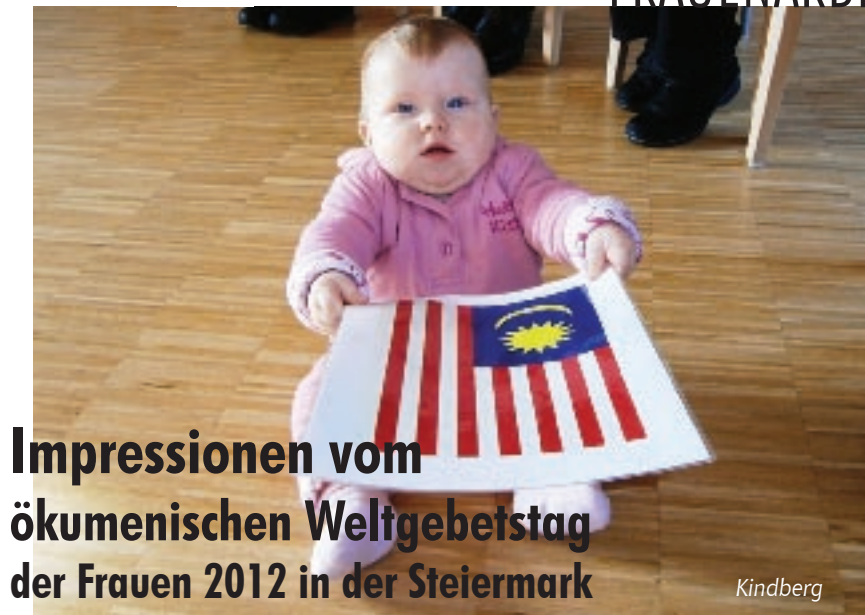 Impressionen vom
ökumenischen Weltgebetstag
der Frauen 2012 in der Steiermark
Kindberg